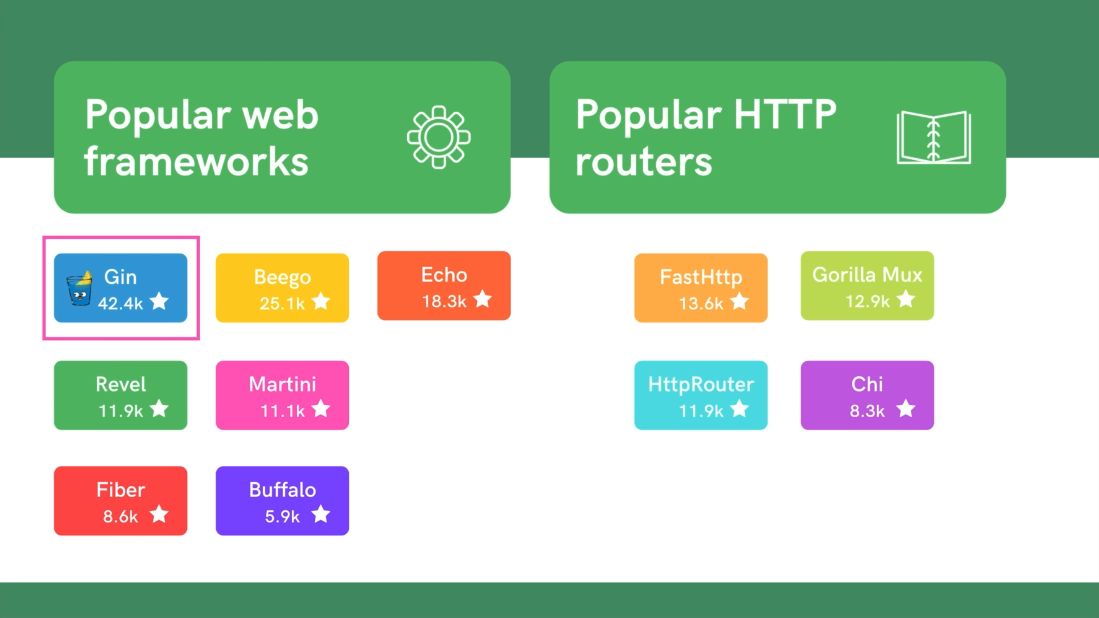 Popular web
frameworks
Popular HTTP
routers
Gin
42.4k
Beego
25.1k
Echo
18.3k
Revel
11.9k
Martini
11.1k
Fiber
8.6k
Buffalo
5.9k
FastHttp
13.6k
Gorilla Mux
12.9k
HttpRouter
11.9k
Chi
8.3k